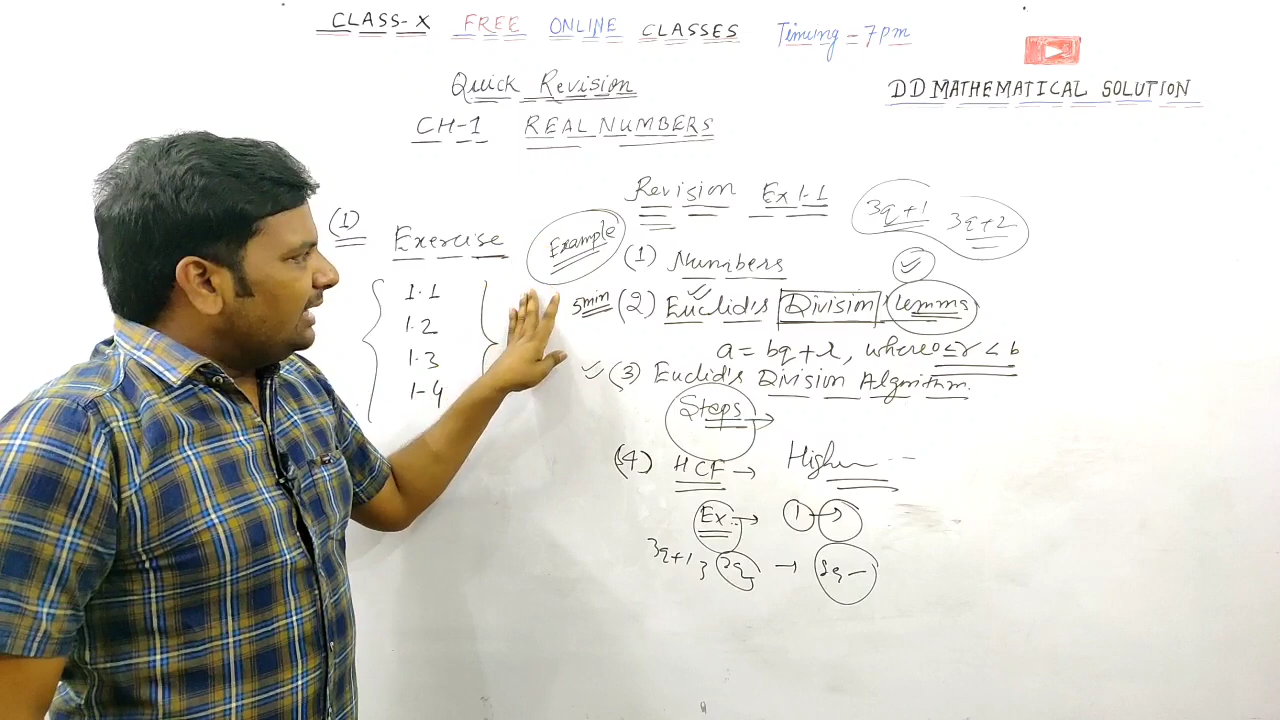 CLASS-X FREE ONLINE CLASSES Timing = 7pm
Quick Revision
DD MATHEMATICAL SOLUTION
CH-1 REAL NUMBERS
Revision Ex 1.1
3q+1 3q+2
(1) Exercise
1.1
1.2
1.3
1-4
Example
(1) Numbers
5min (2) Euclid's Division Lemma
a = bq + r, where 0 ≤ r < b
(3) Euclid's Division Algorithm.
Steps →
(4) HCF → Higher --
Ex. → 1 →
3q+1,